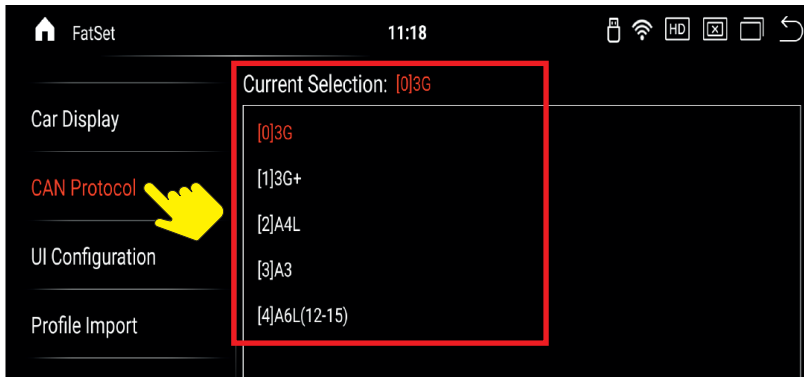 FatSet 11:18 HD
Current Selection: [0]3G
Car Display
[0]3G
CAN Protocol
[1]3G+
[2]A4L
UI Configuration
[3]A3
Profile Import
[4]A6L(12-15)